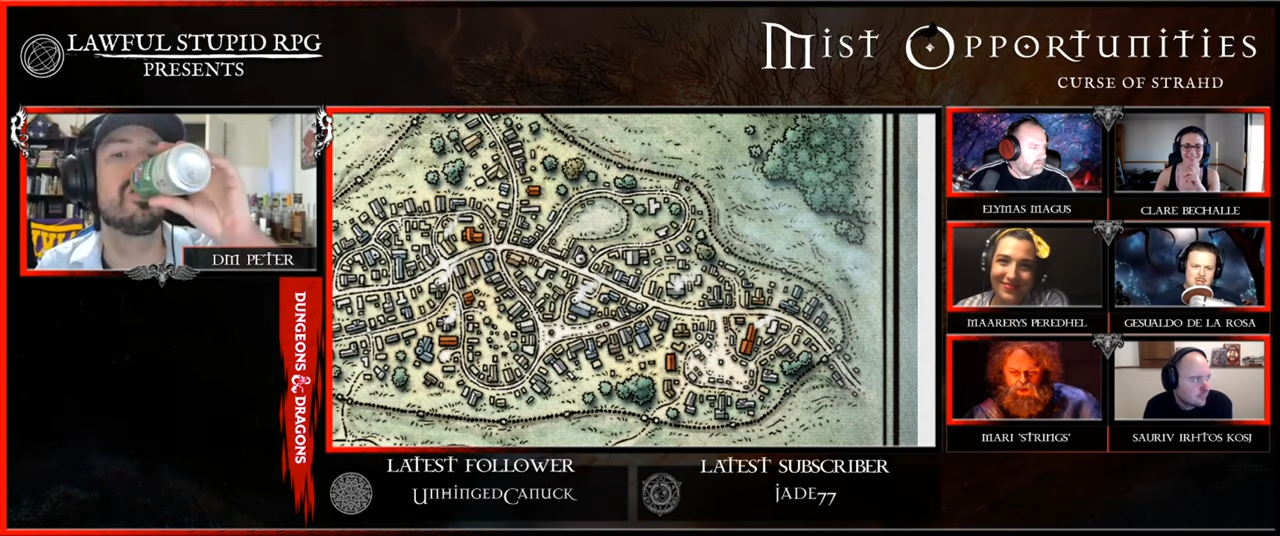 LAWFUL STUPID RPG
PRESENTS
MIST OPPORTUNITIES
CURSE OF STRAHD
DM PETER
ELYMAS MAGUS
CLARE BECHALLE
MAARERYS PEREDHEL
GESUALDO DE LA ROSA
MARI 'STRINGS'
SAURIV IRHTOS KOSJ
DUNGEONS & DRAGONS
LATEST FOLLOWER
UNHINGEDCANUCK
LATEST SUBSCRIBER
JADE77